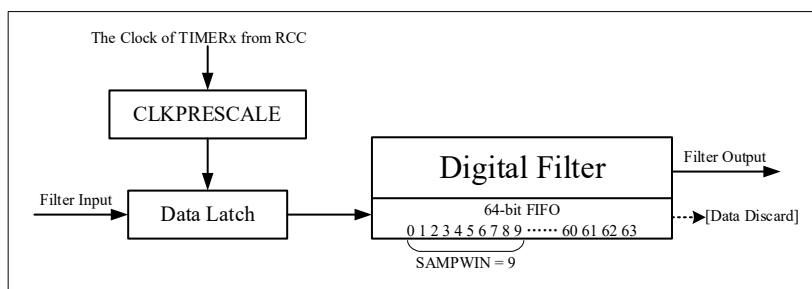 The Clock of TIMERx from RCC
CLKPRESCALE
Digital Filter
Filter Output
Filter Input
Data Latch
64-bit FIFO
[Data Discard]
0 1 2 3 4 5 6 7 8 9 ······ 60 61 62 63
SAMPWIN = 9